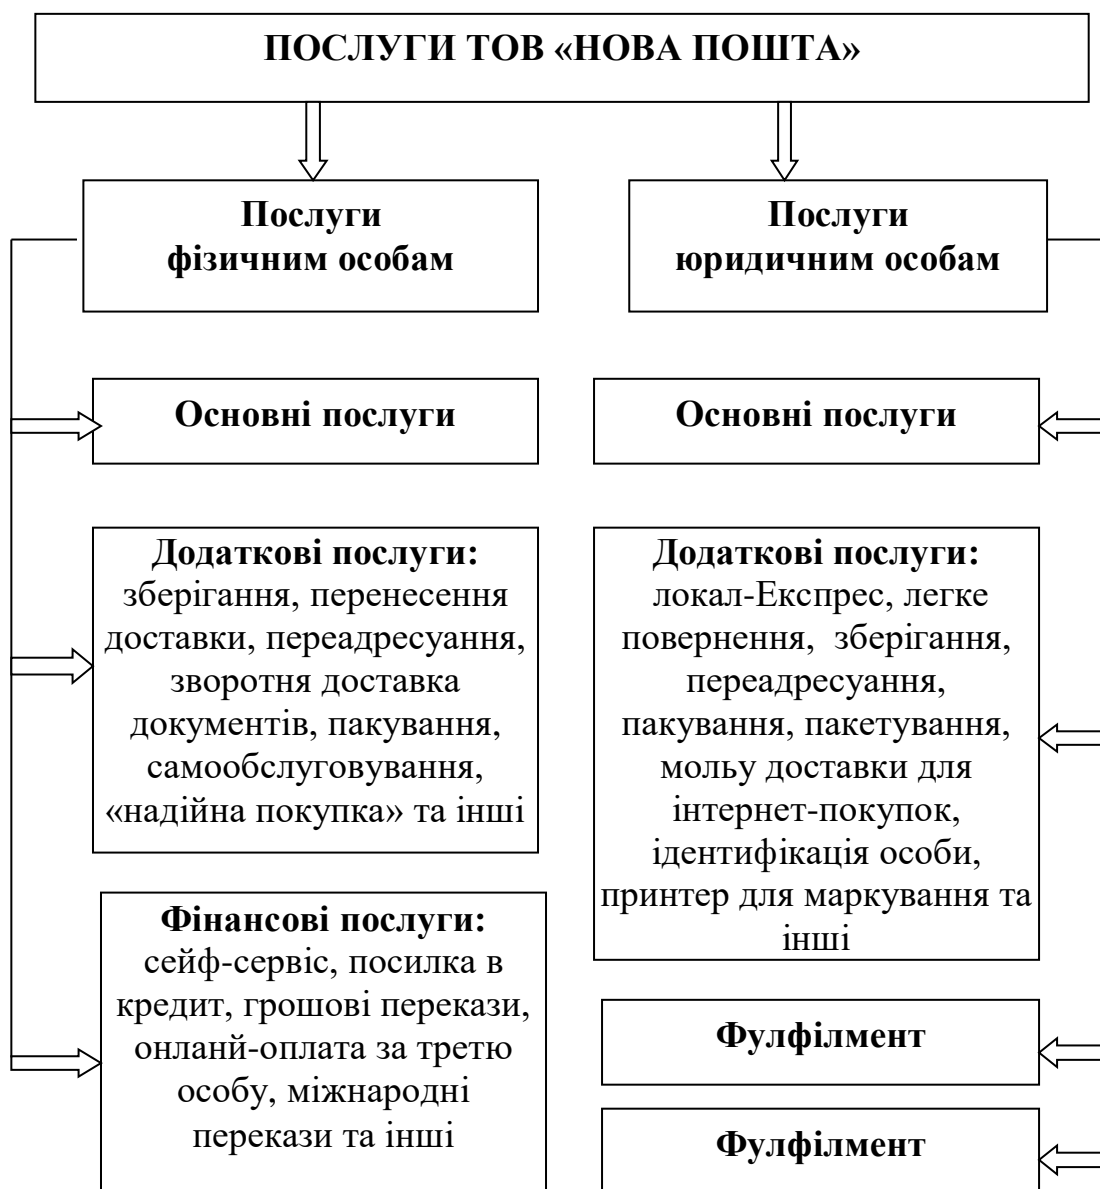 ПОСЛУГИ ТОВ «НОВА ПОШТА»
Послуги
фізичним особам
Послуги
юридичним особам
Основні послуги
Основні послуги
Додаткові послуги:
зберігання, перенесення
доставки, переадресуання,
зворотня доставка
документів, пакування,
самообслуговування,
«надійна покупка» та інші
Додаткові послуги:
локал-Експрес, легке
повернення, зберігання,
переадресуання,
пакування, пакетування,
мольу доставки для
інтернет-покупок,
ідентифікація особи,
принтер для маркування та
інші
Фінансові послуги:
сейф-сервіс, посилка в
кредит, грошові перекази,
онланй-оплата за третю
особу, міжнародні
перекази та інші
Фулфілмент
Фулфілмент